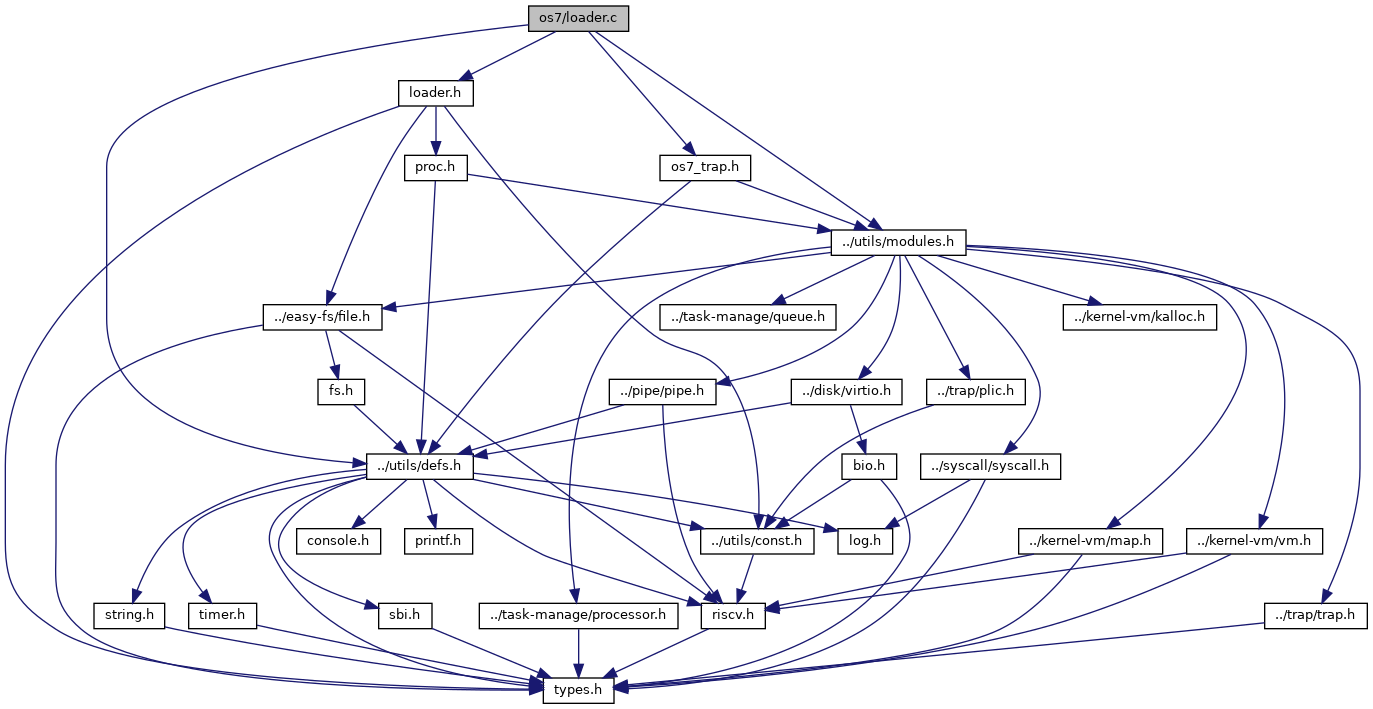 os7/loader.c
loader.h
proc.h
os7_trap.h
../utils/modules.h
../easy-fs/file.h
../task-manage/queue.h
../kernel-vm/kalloc.h
fs.h
../pipe/pipe.h
../disk/virtio.h
../trap/plic.h
../utils/defs.h
bio.h
../syscall/syscall.h
console.h
printf.h
../utils/const.h
log.h
../kernel-vm/map.h
../kernel-vm/vm.h
string.h
timer.h
sbi.h
../task-manage/processor.h
riscv.h
../trap/trap.h
types.h